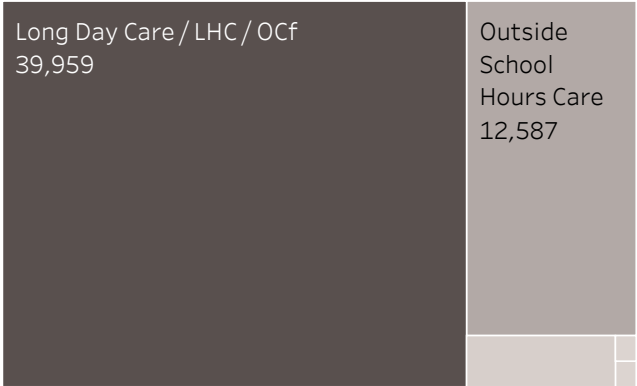 Long Day Care / LHC / OCf
39,959
Outside
School
Hours Care
12,587